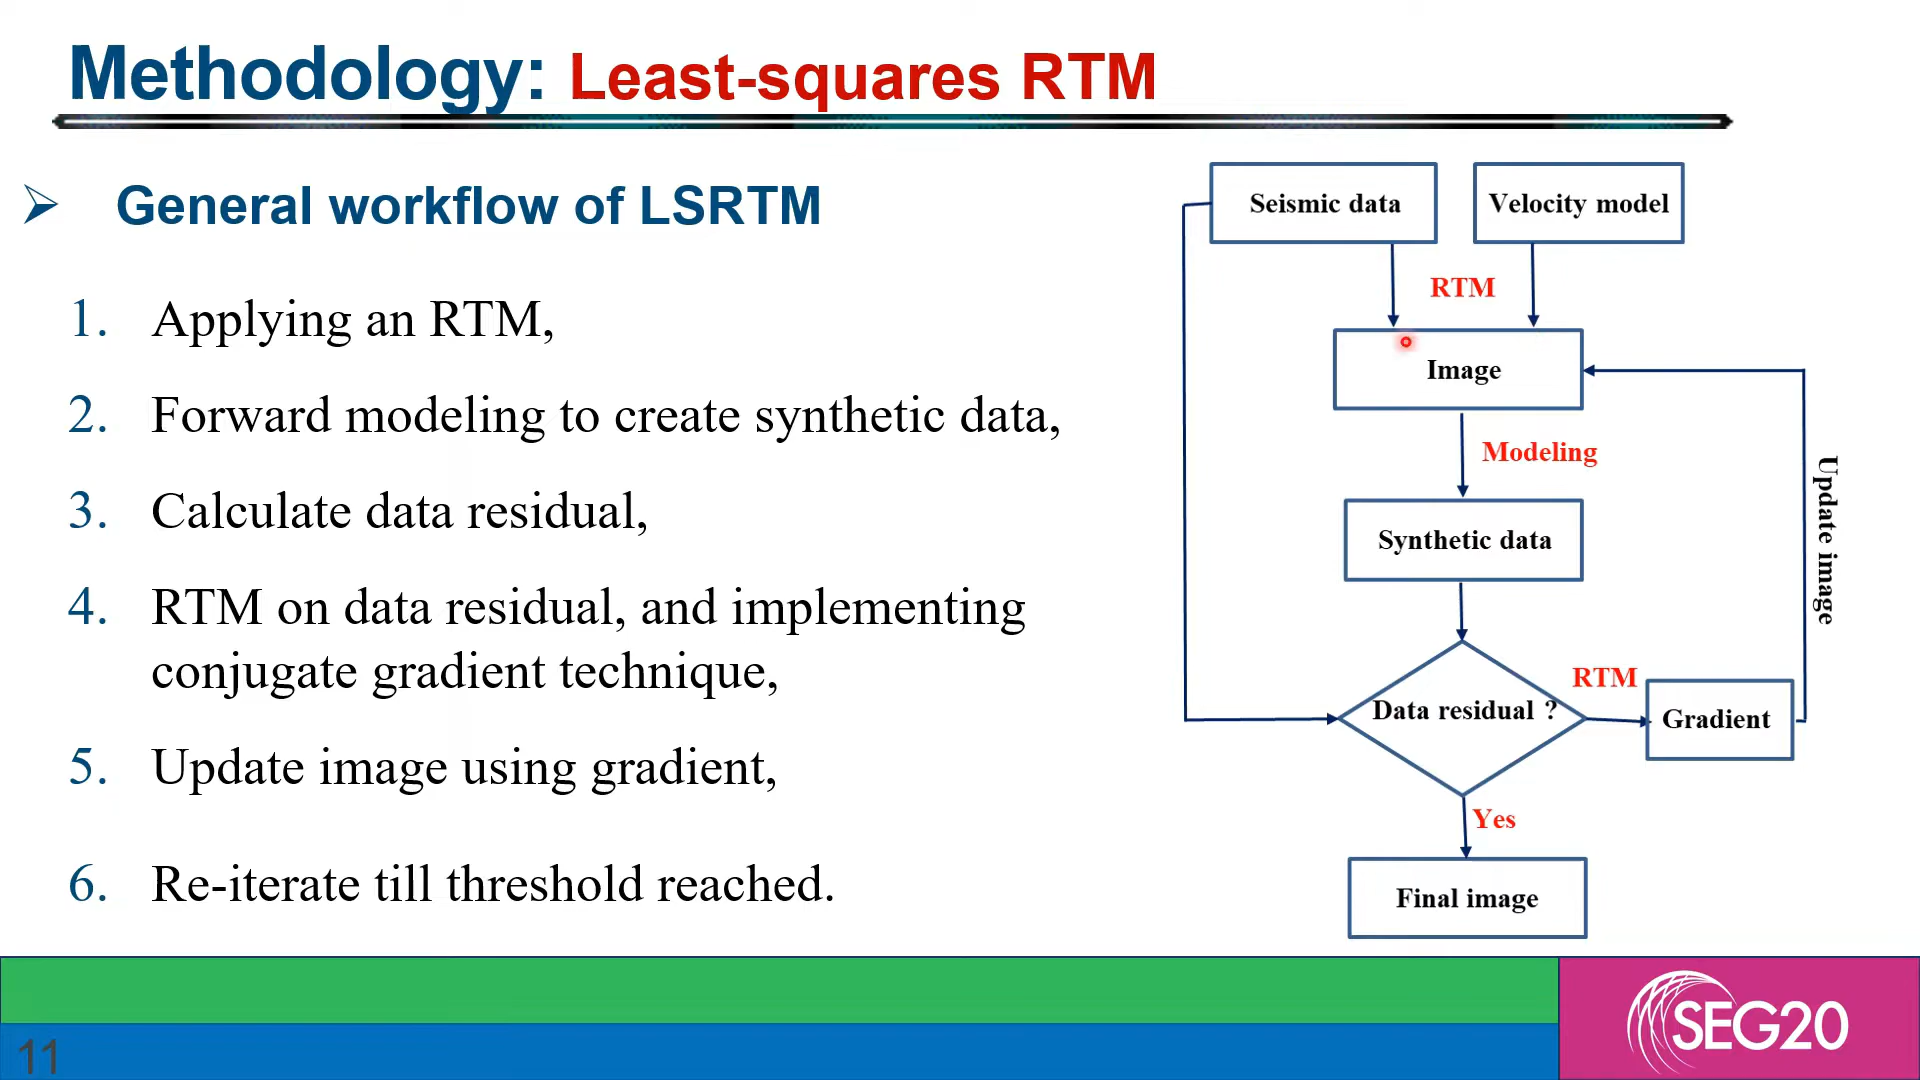 Methodology: Least-squares RTM
General workflow of LSRTM
1. Applying an RTM,
2. Forward modeling to create synthetic data,
3. Calculate data residual,
4. RTM on data residual, and implementing
conjugate gradient technique,
5. Update image using gradient,
6. Re-iterate till threshold reached.
Seismic data
Velocity model
RTM
Image
Modeling
Synthetic data
Update image
Data residual ?
RTM
Gradient
Yes
Final image
SEG20
11